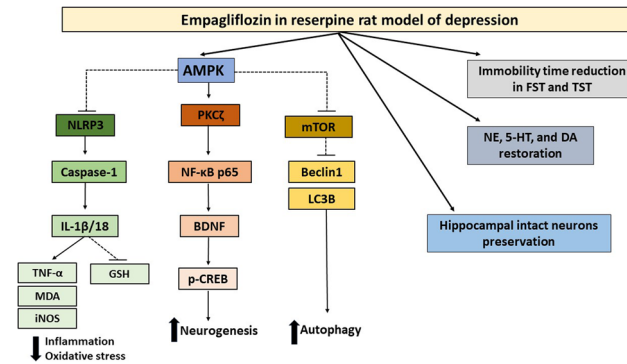 Empagliflozin in reserpine rat model of depression
AMPK
Immobility time reduction
in FST and TST
NLRP3
PKCζ
mTOR
NE, 5-HT, and DA
restoration
Caspase-1
NF-κB p65
Beclin1
LC3B
IL-1β/18
BDNF
Hippocampal intact neurons
preservation
TNF-α
GSH
p-CREB
MDA
iNOS
Inflammation
Oxidative stress
Neurogenesis
Autophagy